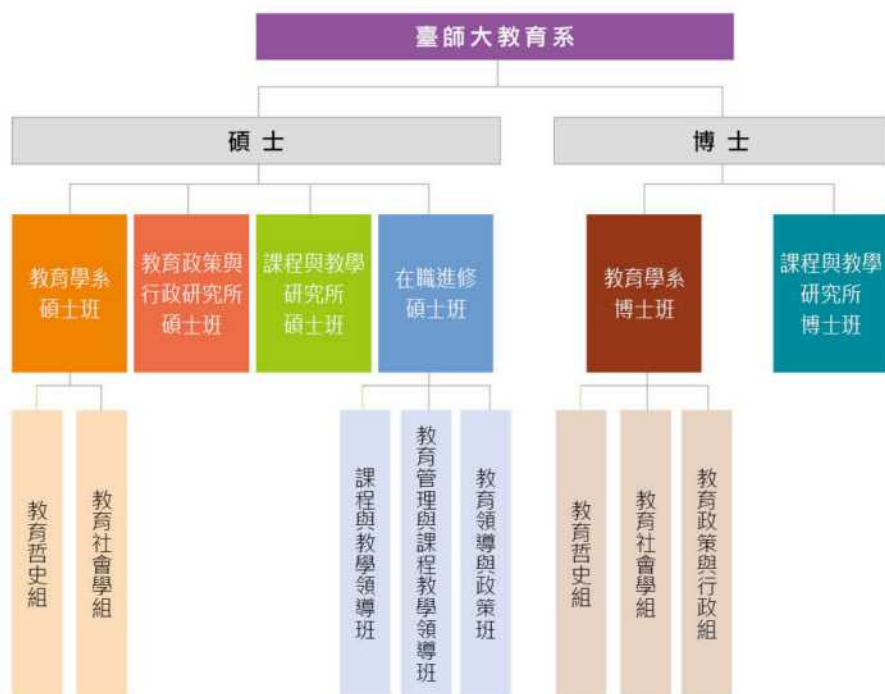 臺師大教育系
碩士
博士
教育學系
碩士班
教育政策與
行政研究所
碩士班
課程與教學
研究所
碩士班
在職進修
碩士班
教育學系
博士班
課程與教學
研究所
博士班
教育哲史組
教育社會學組
課程與教學領導班
教育管理與課程教學領導班
教育領導與政策班
教育哲史組
教育社會學組
教育政策與行政組